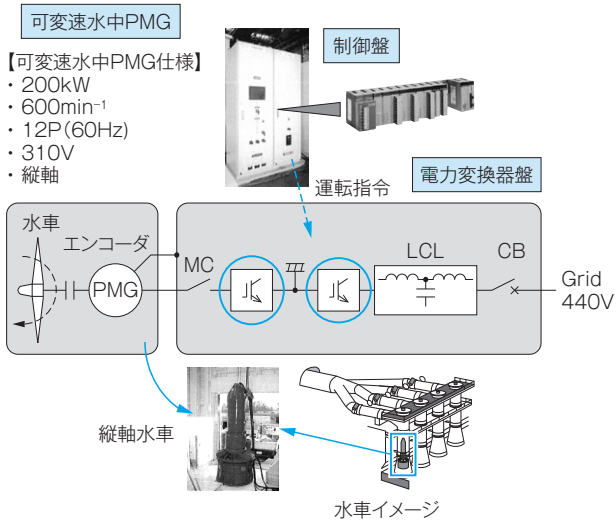 可変速水中PMG
【可変速水中PMG仕様】
・200kW
・600min⁻¹
・12P(60Hz)
・310V
・縦軸
制御盤
運転指令
電力変換器盤
水車
エンコーダ
PMG
MC
LCL
CB
Grid
440V
縦軸水車
水車イメージ